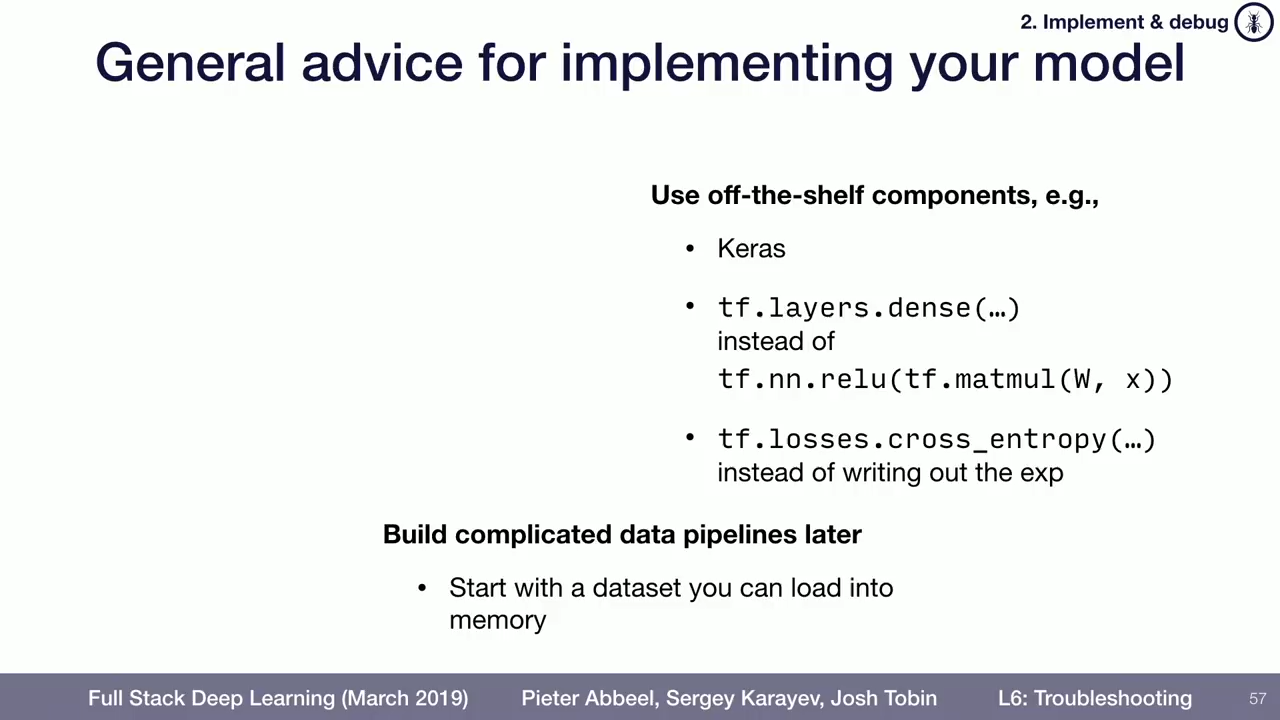 2. Implement & debug
General advice for implementing your model
Use off-the-shelf components, e.g.,
• Keras
• tf.layers.dense(…)
instead of
tf.nn.relu(tf.matmul(W, x))
• tf.losses.cross_entropy(…)
instead of writing out the exp
Build complicated data pipelines later
• Start with a dataset you can load into
memory
Full Stack Deep Learning (March 2019) Pieter Abbeel, Sergey Karayev, Josh Tobin L6: Troubleshooting 57